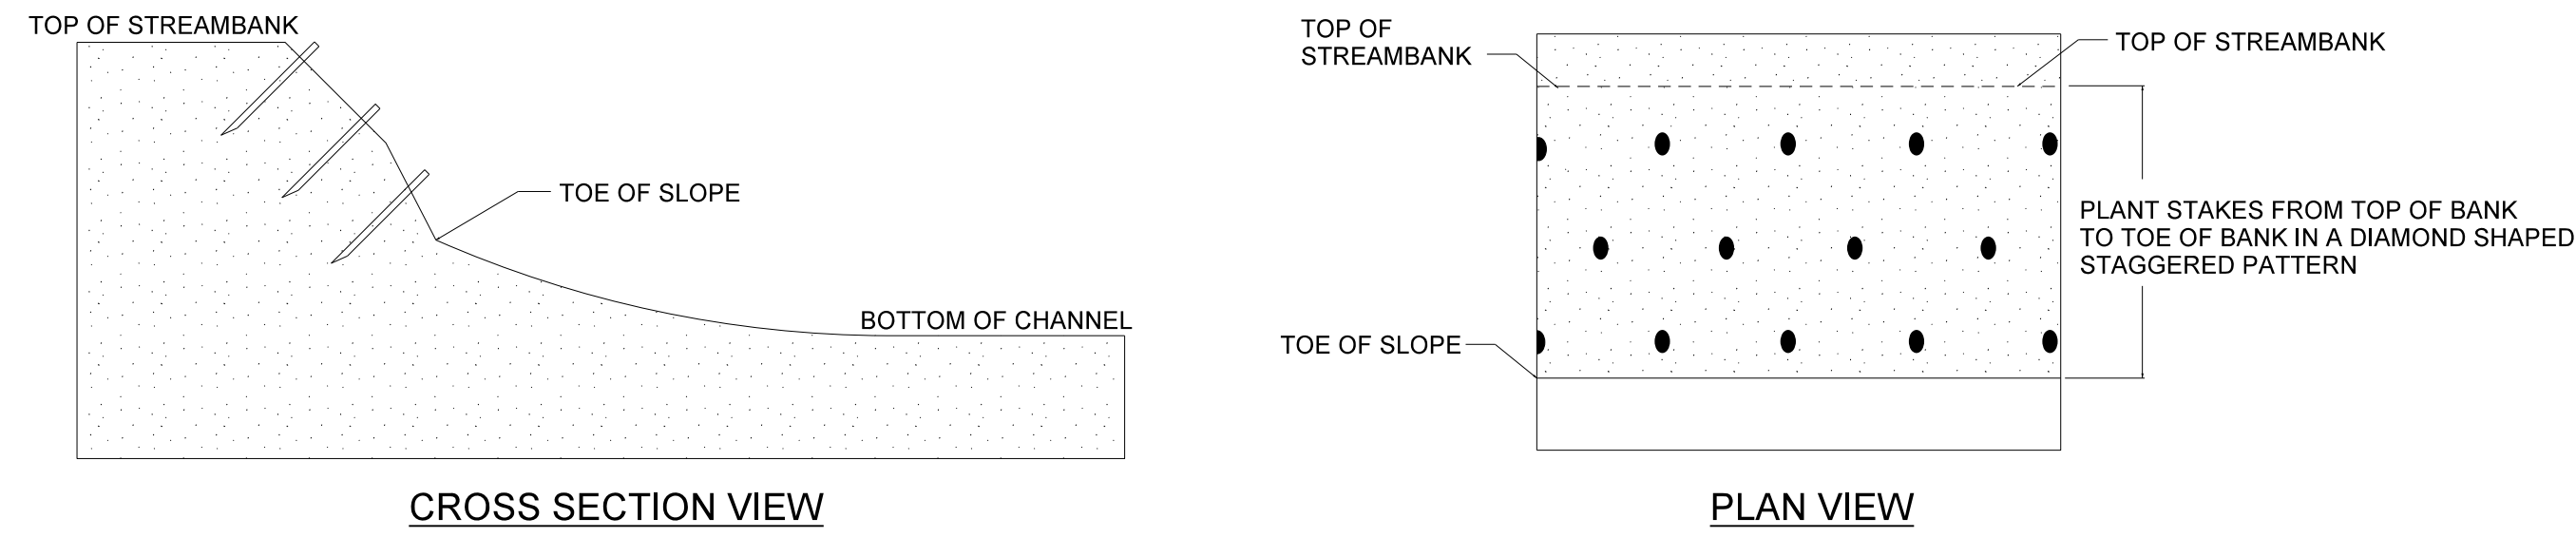 TOP OF STREAMBANK
TOE OF SLOPE
BOTTOM OF CHANNEL
CROSS SECTION VIEW
TOP OF
STREAMBANK
TOP OF STREAMBANK
PLANT STAKES FROM TOP OF BANK
TO TOE OF BANK IN A DIAMOND SHAPED
STAGGERED PATTERN
TOE OF SLOPE
PLAN VIEW